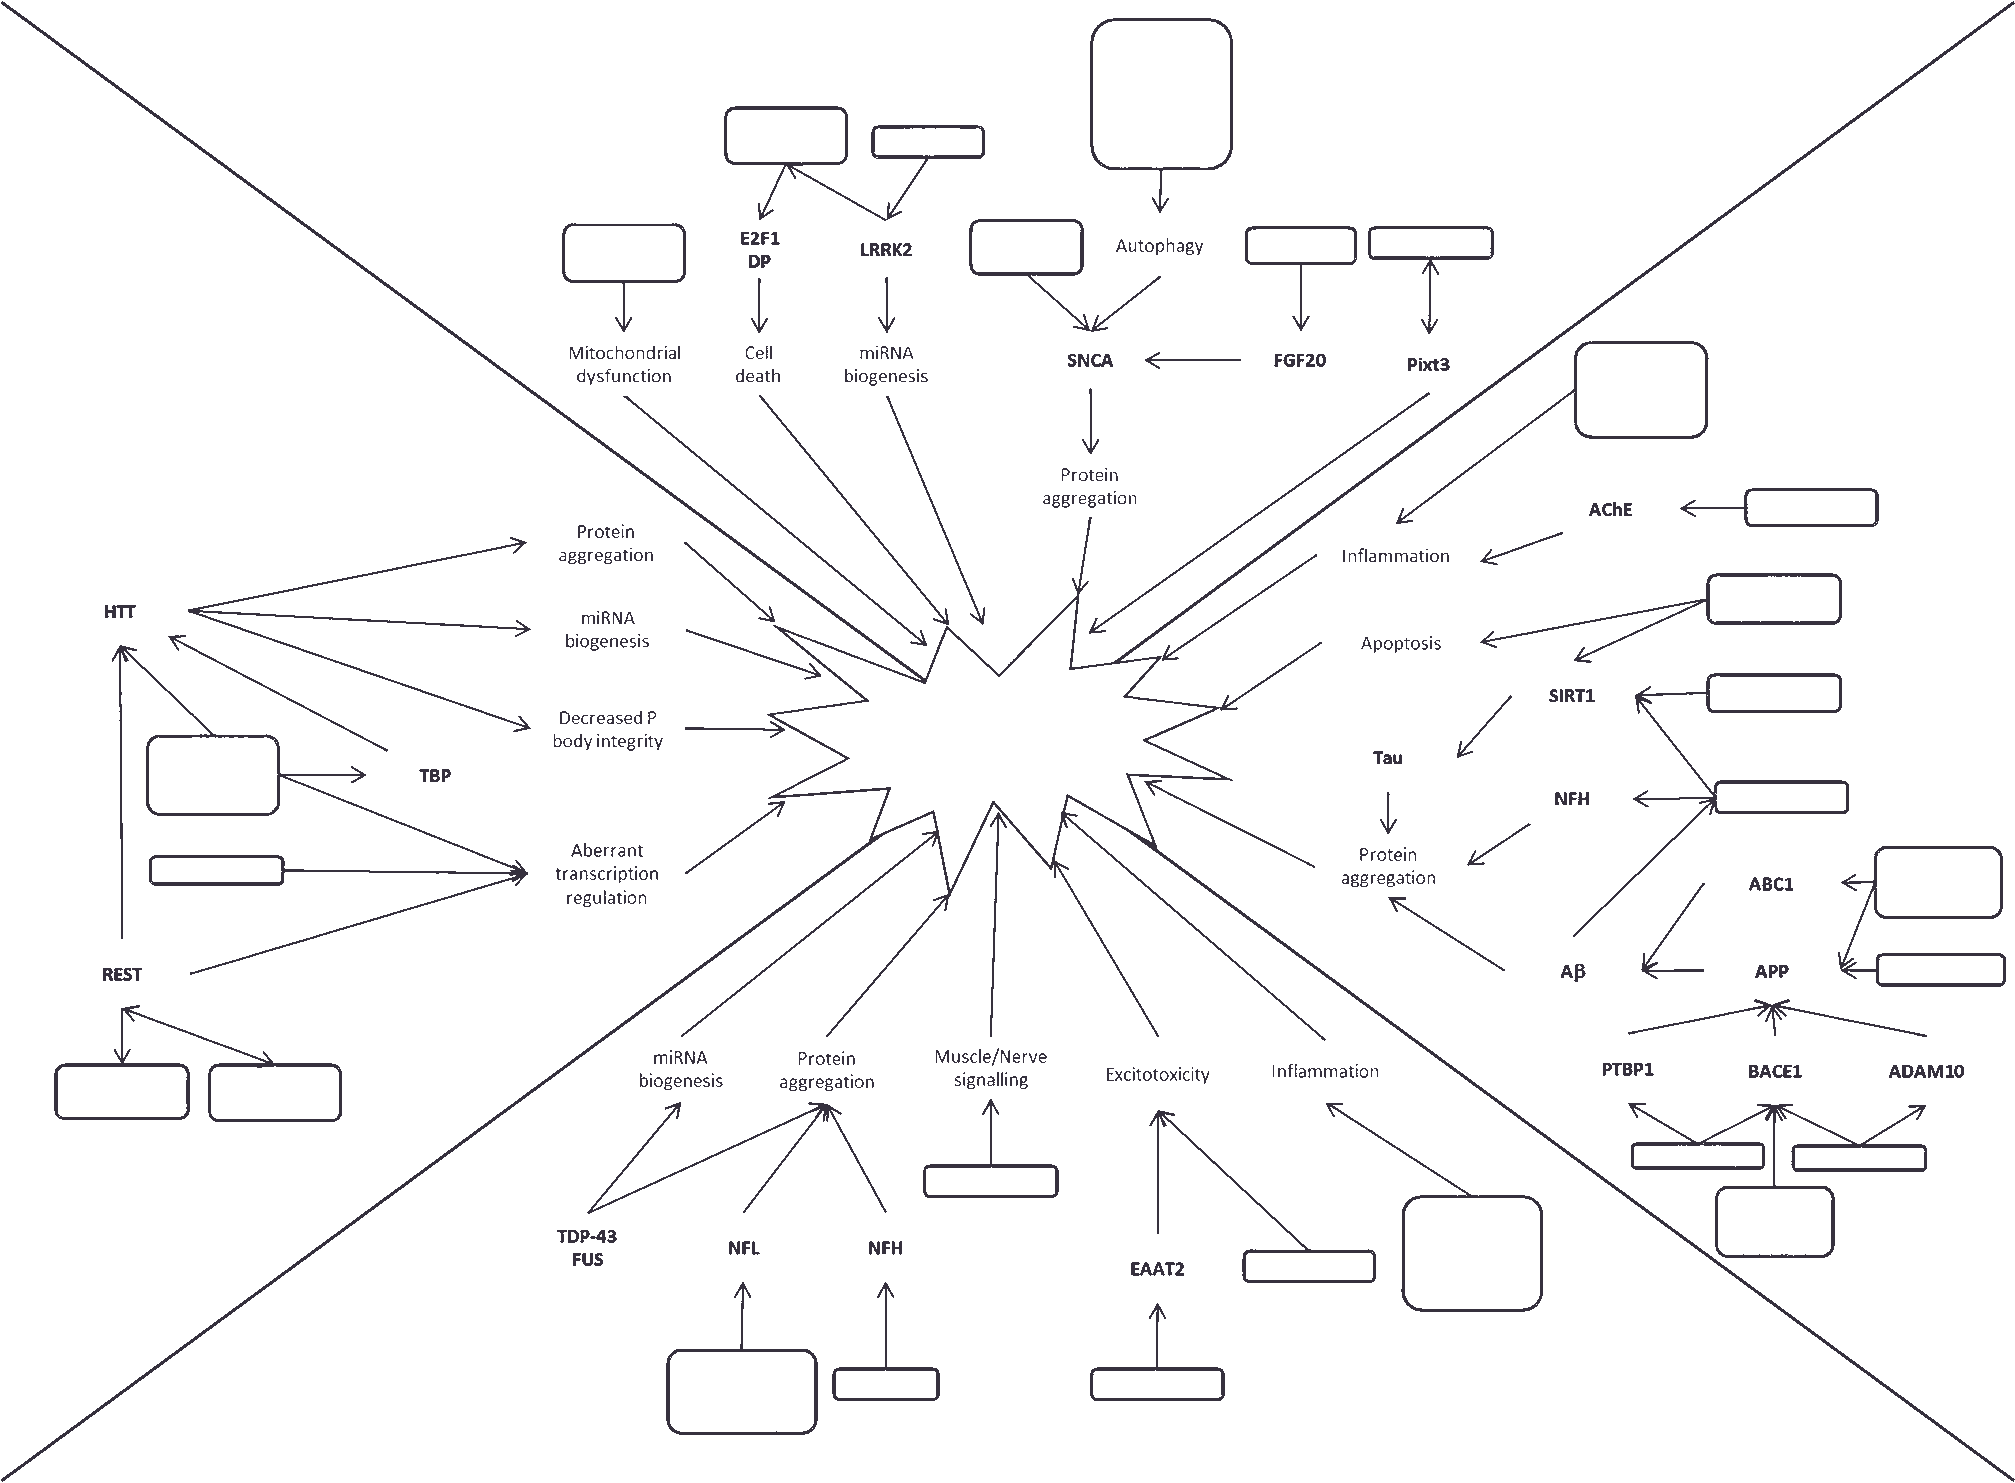 E2F1
DP
LRRK2
Autophagy
Mitochondrial
dysfunction
Cell
death
miRNA
biogenesis
SNCA
FGF20
Pixt3
Protein
aggregation
AChE
Inflammation
Apoptosis
SIRT1
Tau
NFH
Protein
aggregation
ABC1
Aβ
APP
PTBP1
BACE1
ADAM10
HTT
Protein
aggregation
miRNA
biogenesis
Decreased P
body integrity
TBP
Aberrant
transcription
regulation
REST
miRNA
biogenesis
Protein
aggregation
Muscle/Nerve
signalling
Excitotoxicity
Inflammation
TDP-43
FUS
NFL
NFH
EAAT2